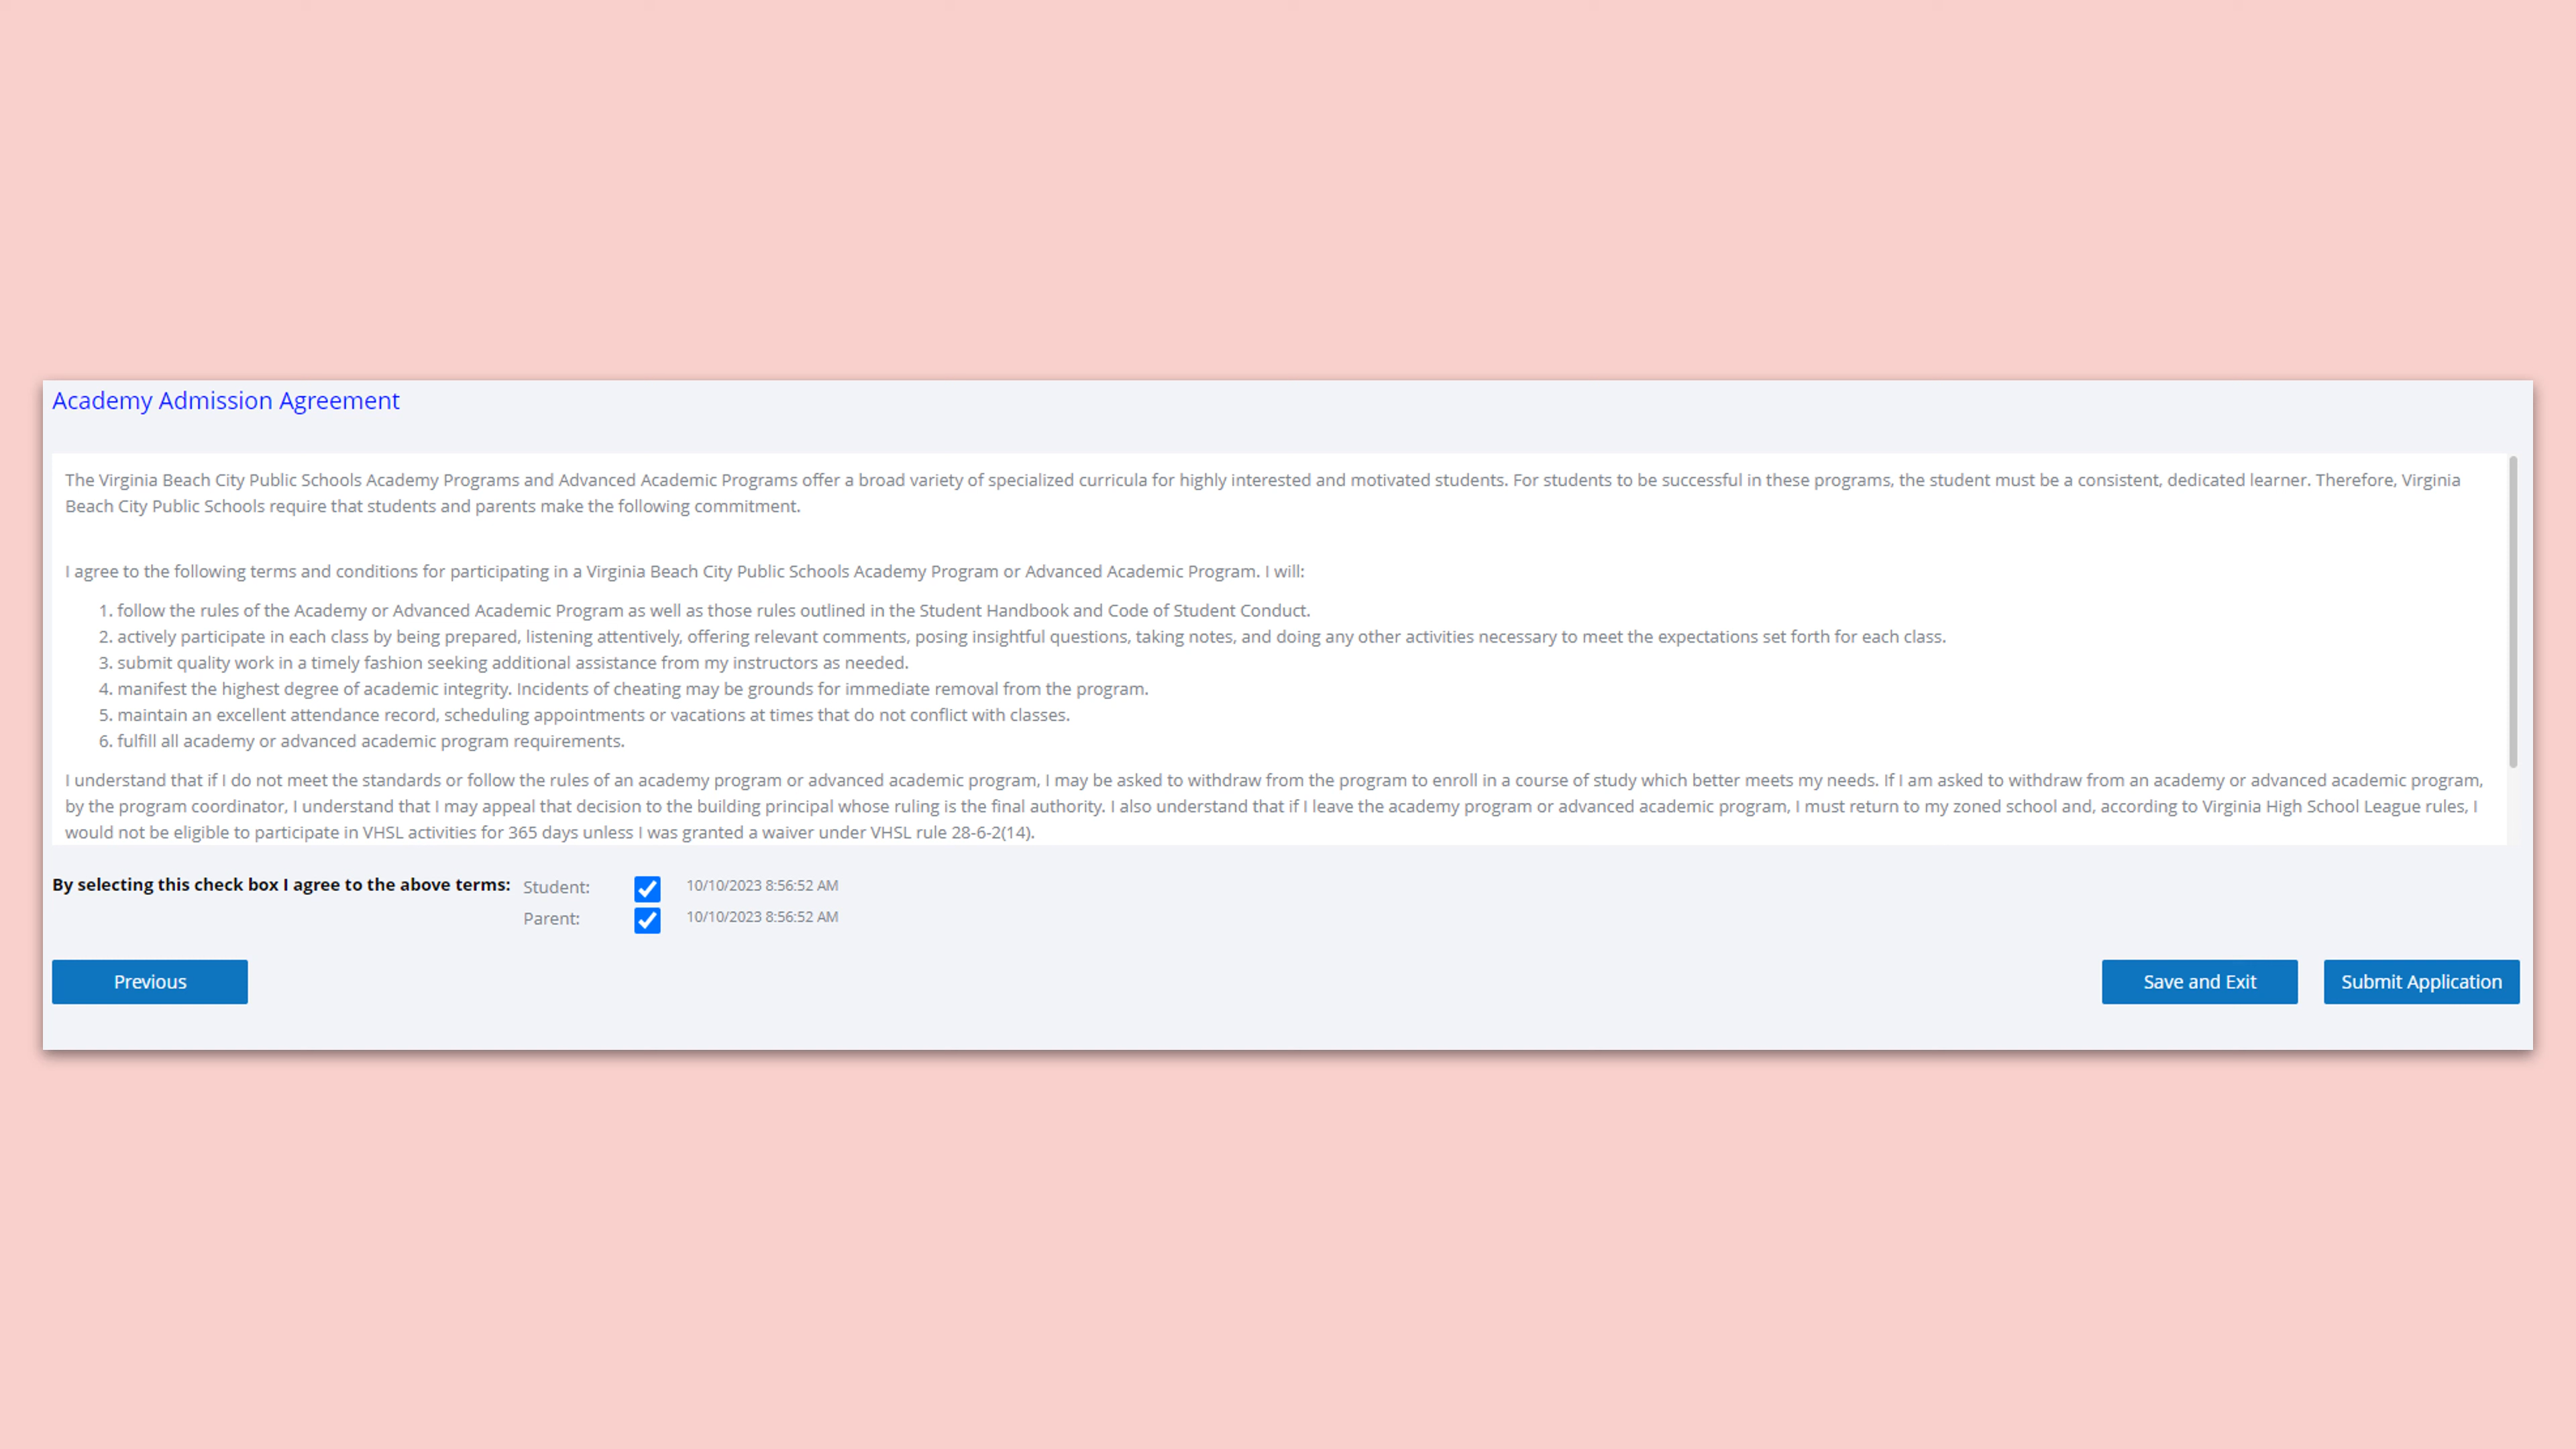 Academy Admission Agreement
The Virginia Beach City Public Schools Academy Programs and Advanced Academic Programs offer a broad variety of specialized curricula for highly interested and motivated students. For students to be successful in these programs, the student must be a consistent, dedicated learner. Therefore, Virginia
Beach City Public Schools require that students and parents make the following commitment.
I agree to the following terms and conditions for participating in a Virginia Beach City Public Schools Academy Program or Advanced Academic Program. I will:
1. follow the rules of the Academy or Advanced Academic Program as well as those rules outlined in the Student Handbook and Code of Student Conduct.
2. actively participate in each class by being prepared, listening attentively, offering relevant comments, posing insightful questions, taking notes, and doing any other activities necessary to meet the expectations set forth for each class.
3. submit quality work in a timely fashion seeking additional assistance from my instructors as needed.
4. manifest the highest degree of academic integrity. Incidents of cheating may be grounds for immediate removal from the program.
5. maintain an excellent attendance record, scheduling appointments or vacations at times that do not conflict with classes.
6. fulfill all academy or advanced academic program requirements.
I understand that if I do not meet the standards or follow the rules of an academy program or advanced academic program, I may be asked to withdraw from the program to enroll in a course of study which better meets my needs. If I am asked to withdraw from an academy or advanced academic program,
by the program coordinator, I understand that I may appeal that decision to the building principal whose ruling is the final authority. I also understand that if I leave the academy program or advanced academic program, I must return to my zoned school and, according to Virginia High School League rules, I
would not be eligible to participate in VHSL activities for 365 days unless I was granted a waiver under VHSL rule 28-6-2(14).
By selecting this check box I agree to the above terms: Student: 10/10/2023 8:56:52 AM
Parent: 10/10/2023 8:56:52 AM
Previous Save and Exit Submit Application